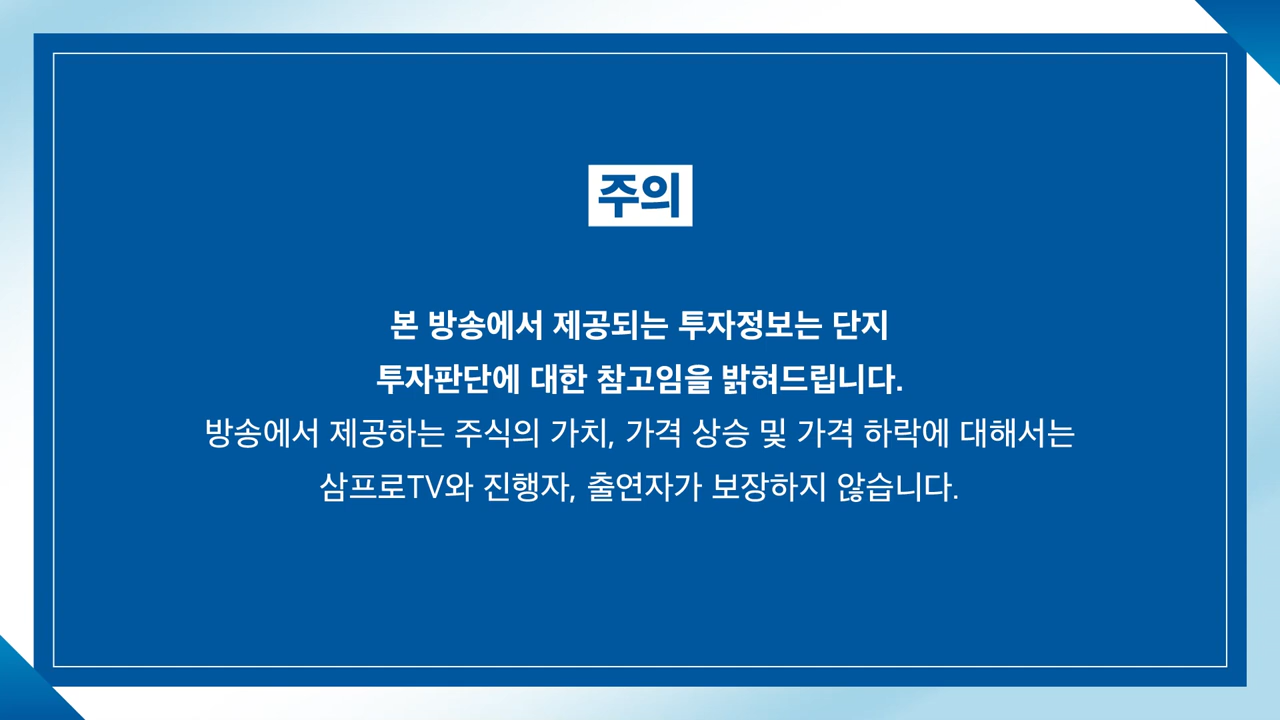 주의
본 방송에서 제공되는 투자정보는 단지
투자판단에 대한 참고임을 밝혀드립니다.
방송에서 제공하는 주식의 가치, 가격 상승 및 가격 하락에 대해서는
삼프로TV와 진행자, 출연자가 보장하지 않습니다.